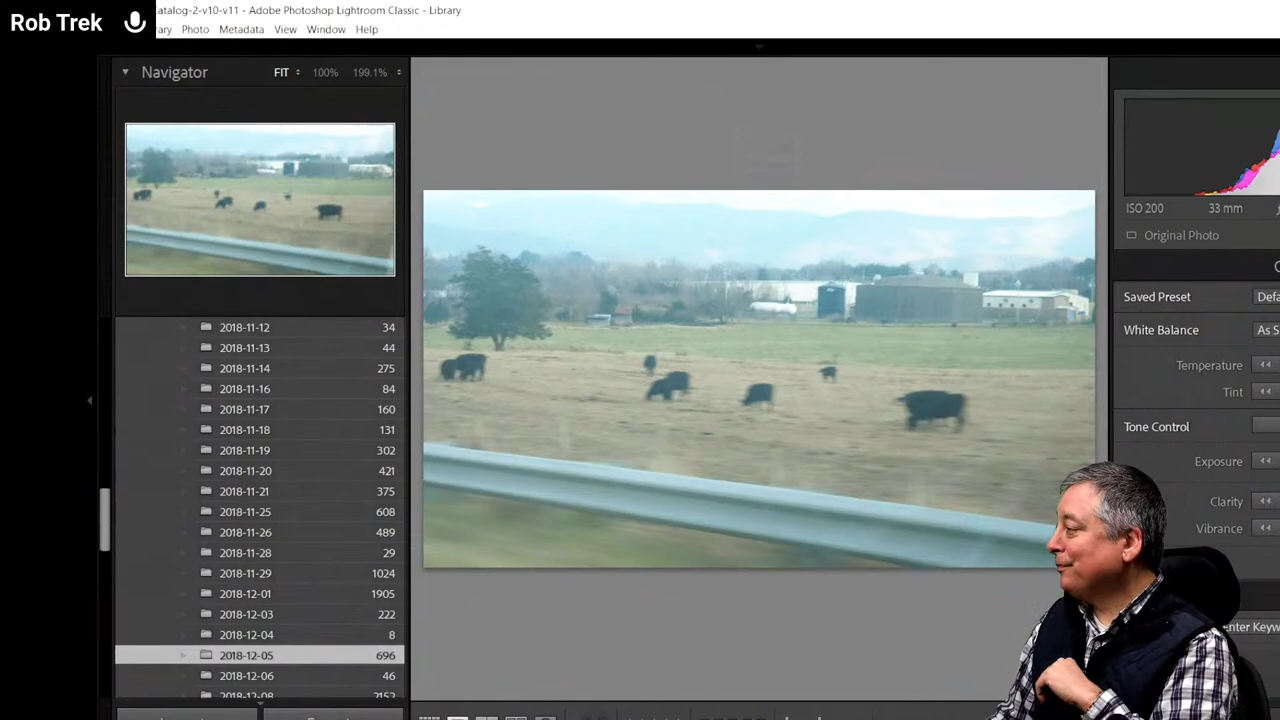 Rob Trek
atalog-2-v10-v11 - Adobe Photoshop Lightroom Classic - Library
rary Photo Metadata View Window Help
Navigator FIT 100% 199.1%
2018-11-12 34
2018-11-13 44
2018-11-14 275
2018-11-16 84
2018-11-17 160
2018-11-18 131
2018-11-19 302
2018-11-20 421
2018-11-21 375
2018-11-25 608
2018-11-26 489
2018-11-28 29
2018-11-29 1024
2018-12-01 1905
2018-12-03 222
2018-12-04 8
2018-12-05 696
2018-12-06 46
2018-12-08 2152
ISO 200 33 mm
Original Photo
Saved Preset Defa
White Balance As S
Temperature
Tint
Tone Control
Exposure
Clarity
Vibrance
nter Keyw